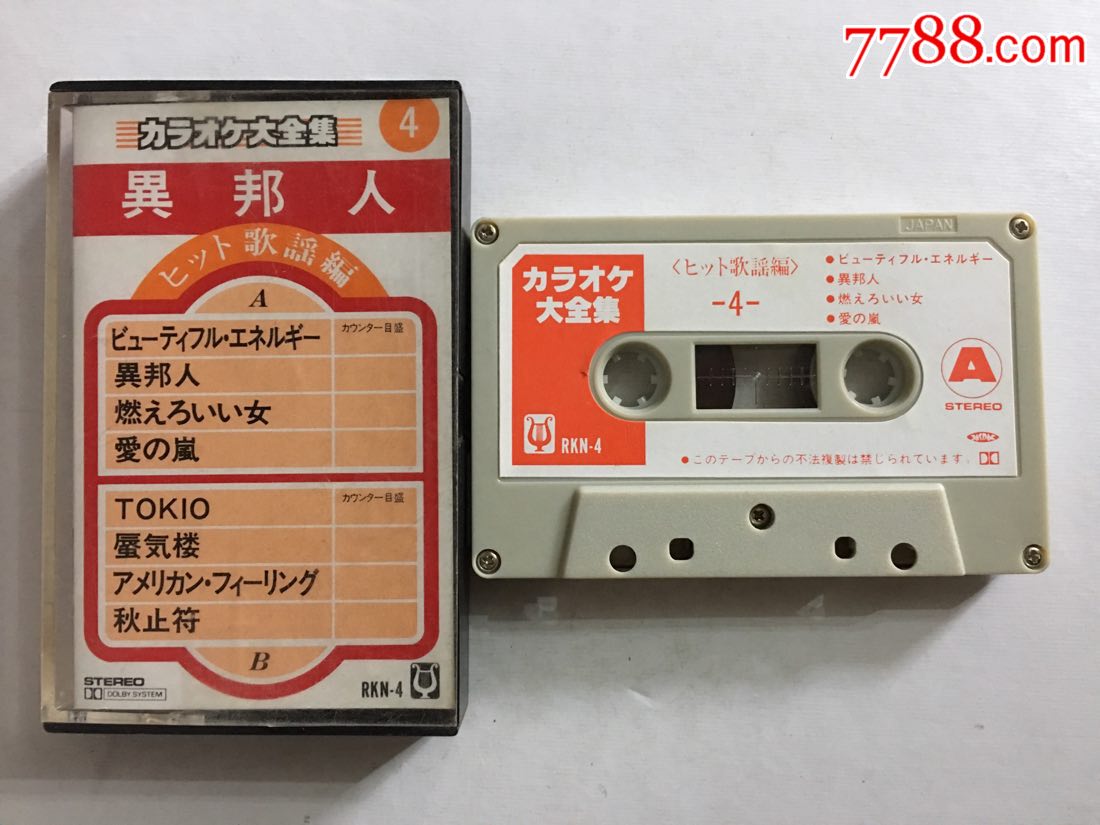 7788.com
カラオケ大全集
4
異邦人
ヒット歌謡編
A
カウンター目盛
ビューティフル・エネルギー
異邦人
燃えろいい女
愛の嵐
カウンター目盛
TOKIO
蜃気楼
アメリカン・フィーリング
秋止符
B
STEREO
DOLBY SYSTEM
RKN-4
JAPAN
カラオケ
大全集
〈ヒット歌謡編〉
-4-
●ビューティフル・エネルギー
●異邦人
●燃えろいい女
●愛の嵐
A
STEREO
RKN-4
●このテープからの不法複製は禁じられています。